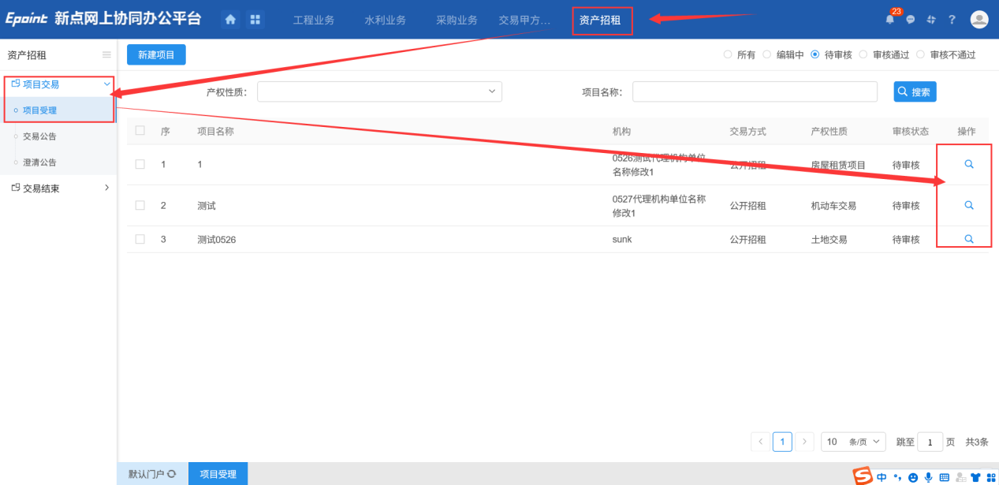 Epoint 新点网上协同办公平台 工程业务 水利业务 采购业务 交易甲方... 资产招租 23 ?
资产招租
项目交易
项目受理
交易公告
澄清公告
交易结束
新建项目 所有 编辑中 待审核 审核通过 审核不通过
产权性质: 项目名称: 搜索
序 项目名称 机构 交易方式 产权性质 审核状态 操作
1 1 0526测试代理机构单位名称修改1 公开招租 房屋租赁项目 待审核
2 测试 0527代理机构单位名称修改1 公开招租 机动车交易 待审核
3 测试0526 sunk 公开招租 土地交易 待审核
1 10 条/页 跳至 1 页 共3条
默认门户 项目受理
S 中